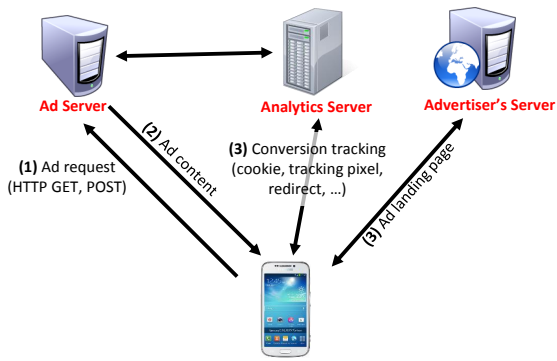 Ad Server
Analytics Server
Advertiser's Server
(1) Ad request
(HTTP GET, POST)
(2) Ad content
(3) Conversion tracking
(cookie, tracking pixel,
redirect, …)
(3) Ad landing page